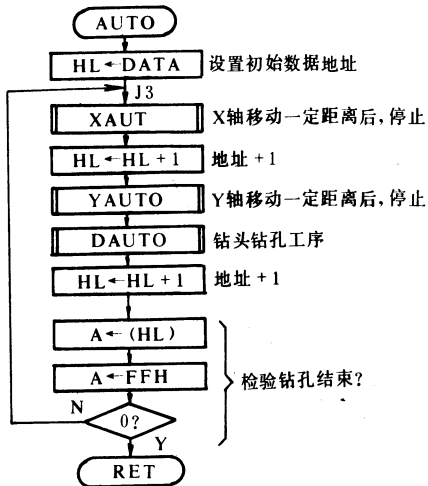 AUTO
HL←DATA 设置初始数据地址
J3
XAUT X轴移动一定距离后,停止
HL←HL+1 地址+1
YAUTO Y轴移动一定距离后,停止
DAUTO 钻头钻孔工序
HL←HL+1 地址+1
A←(HL)
A←FFH 检验钻孔结束?
N 0?
Y
RET